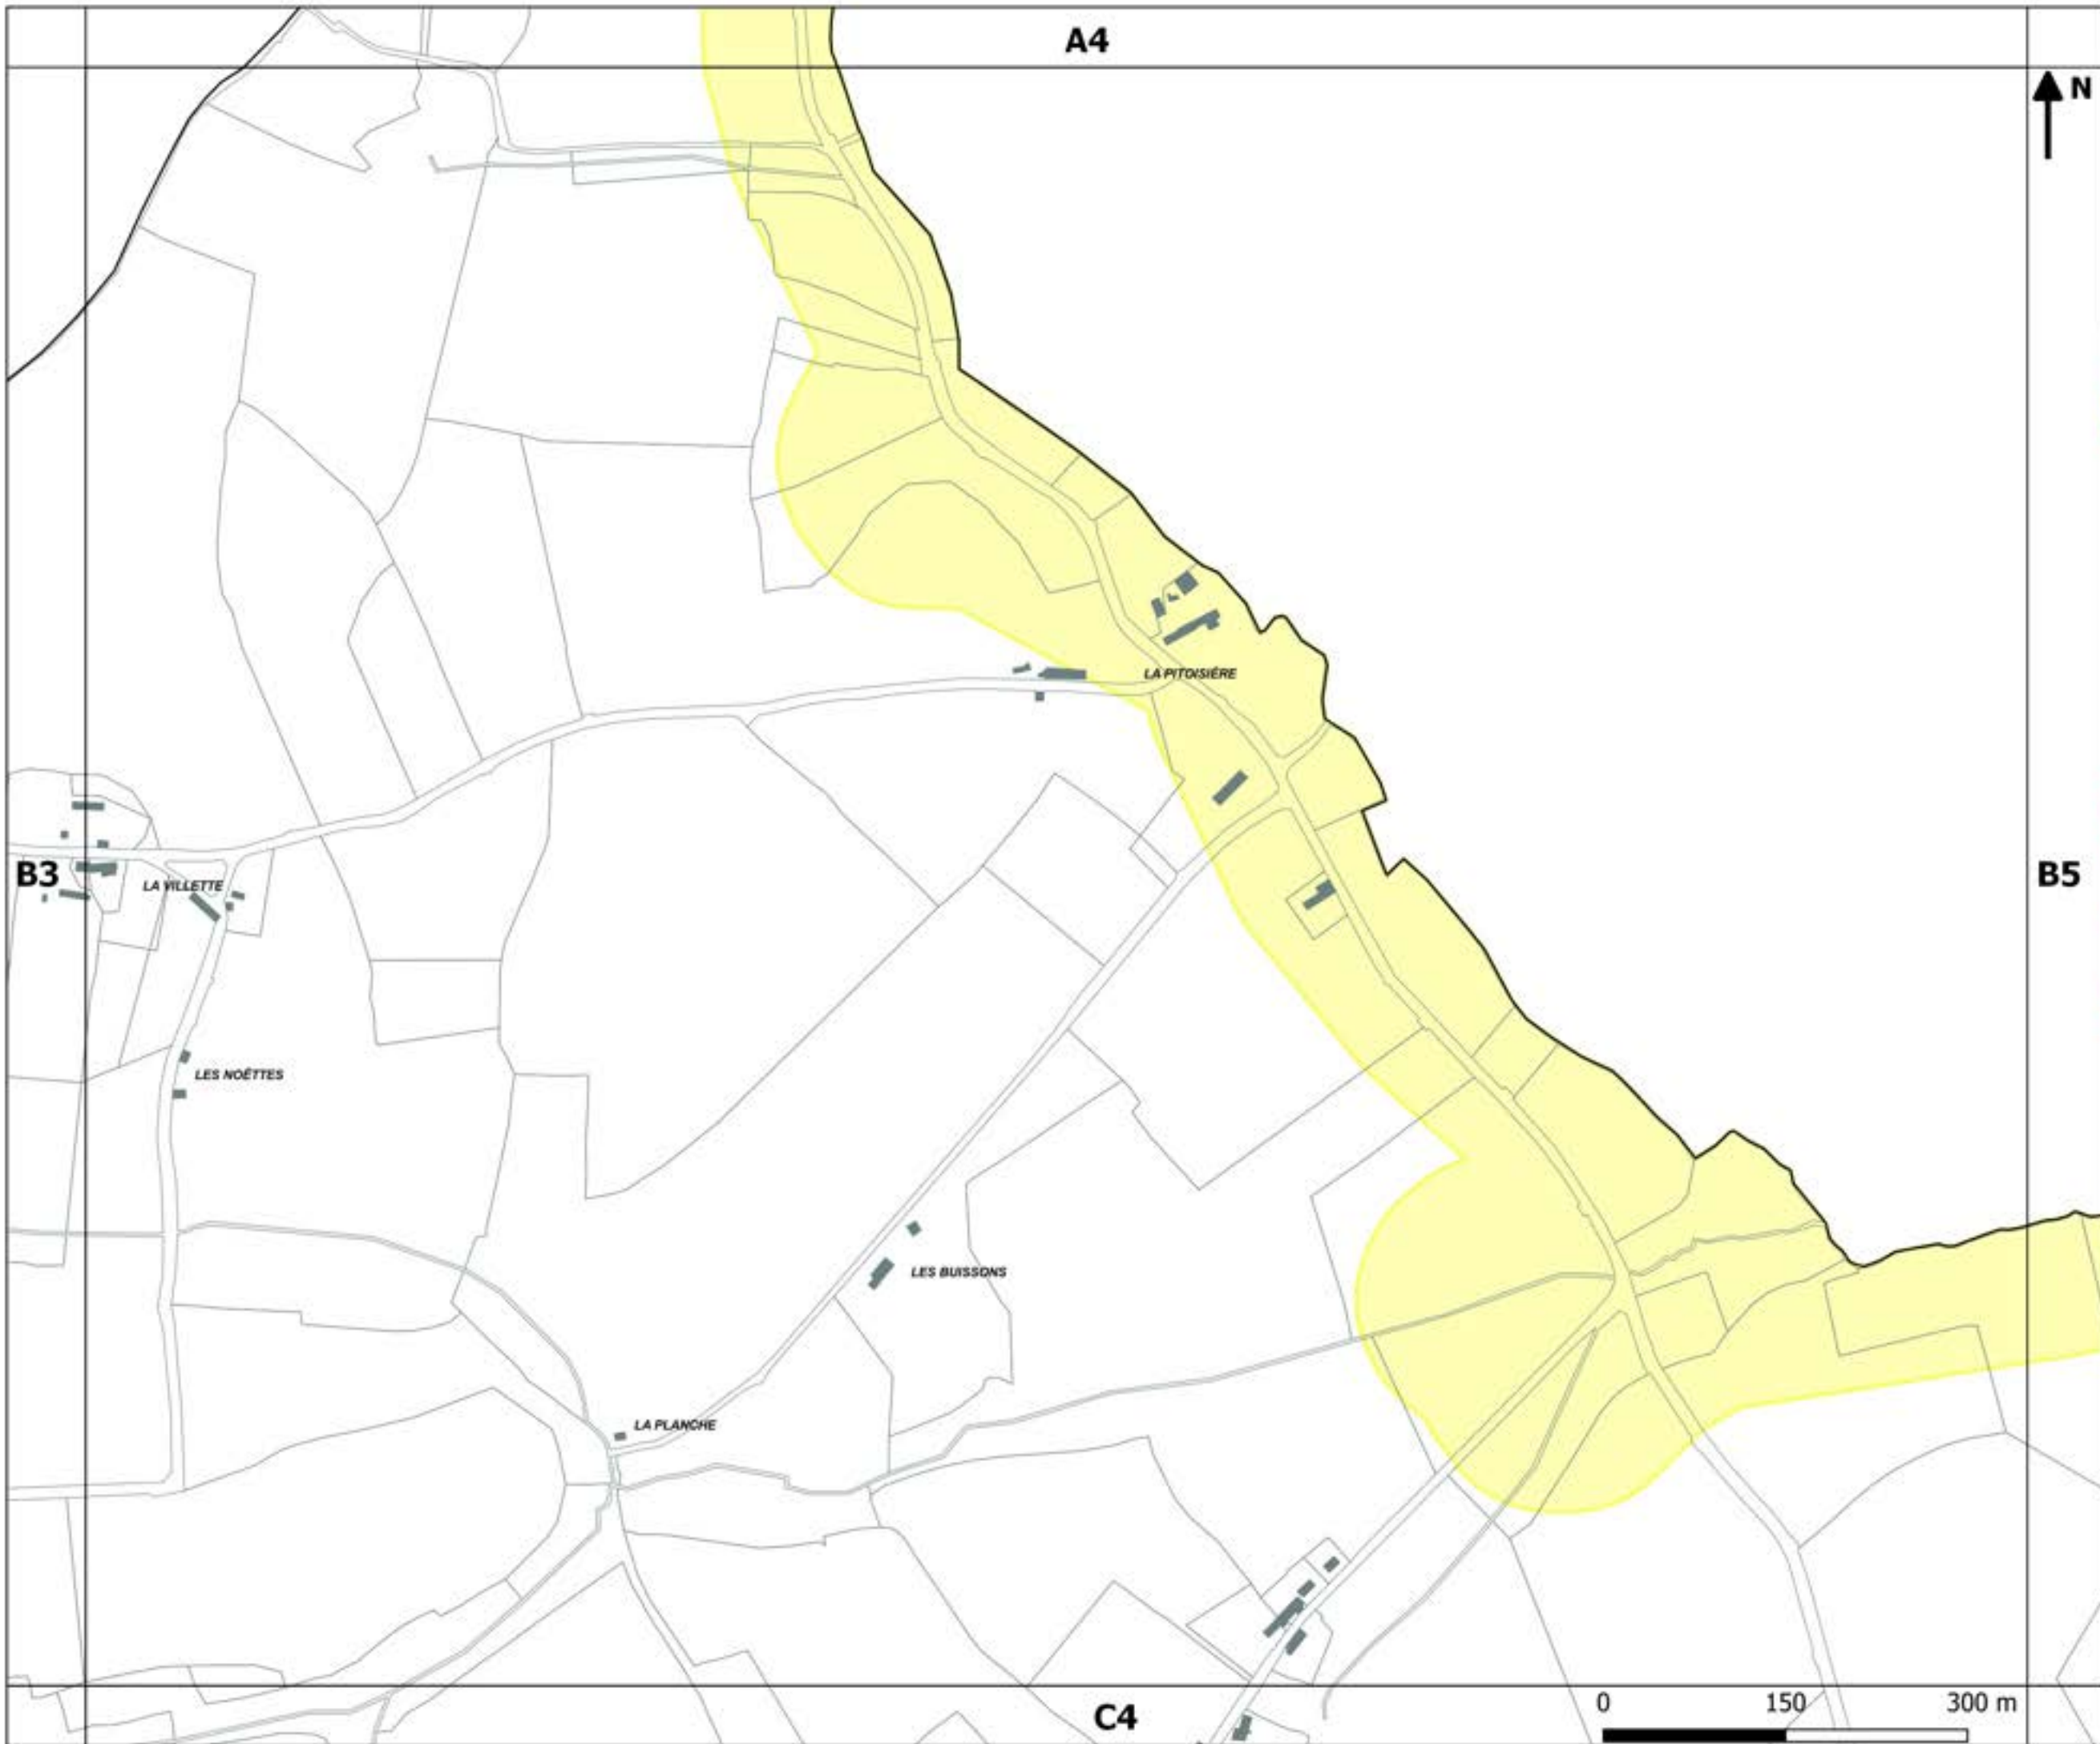 A4
N
LA PITOISIÈRE
B3
LA VILLETTE
B5
LES NOËTTES
LES BUISSONS
LA PLANCHE
C4
0 150 300 m